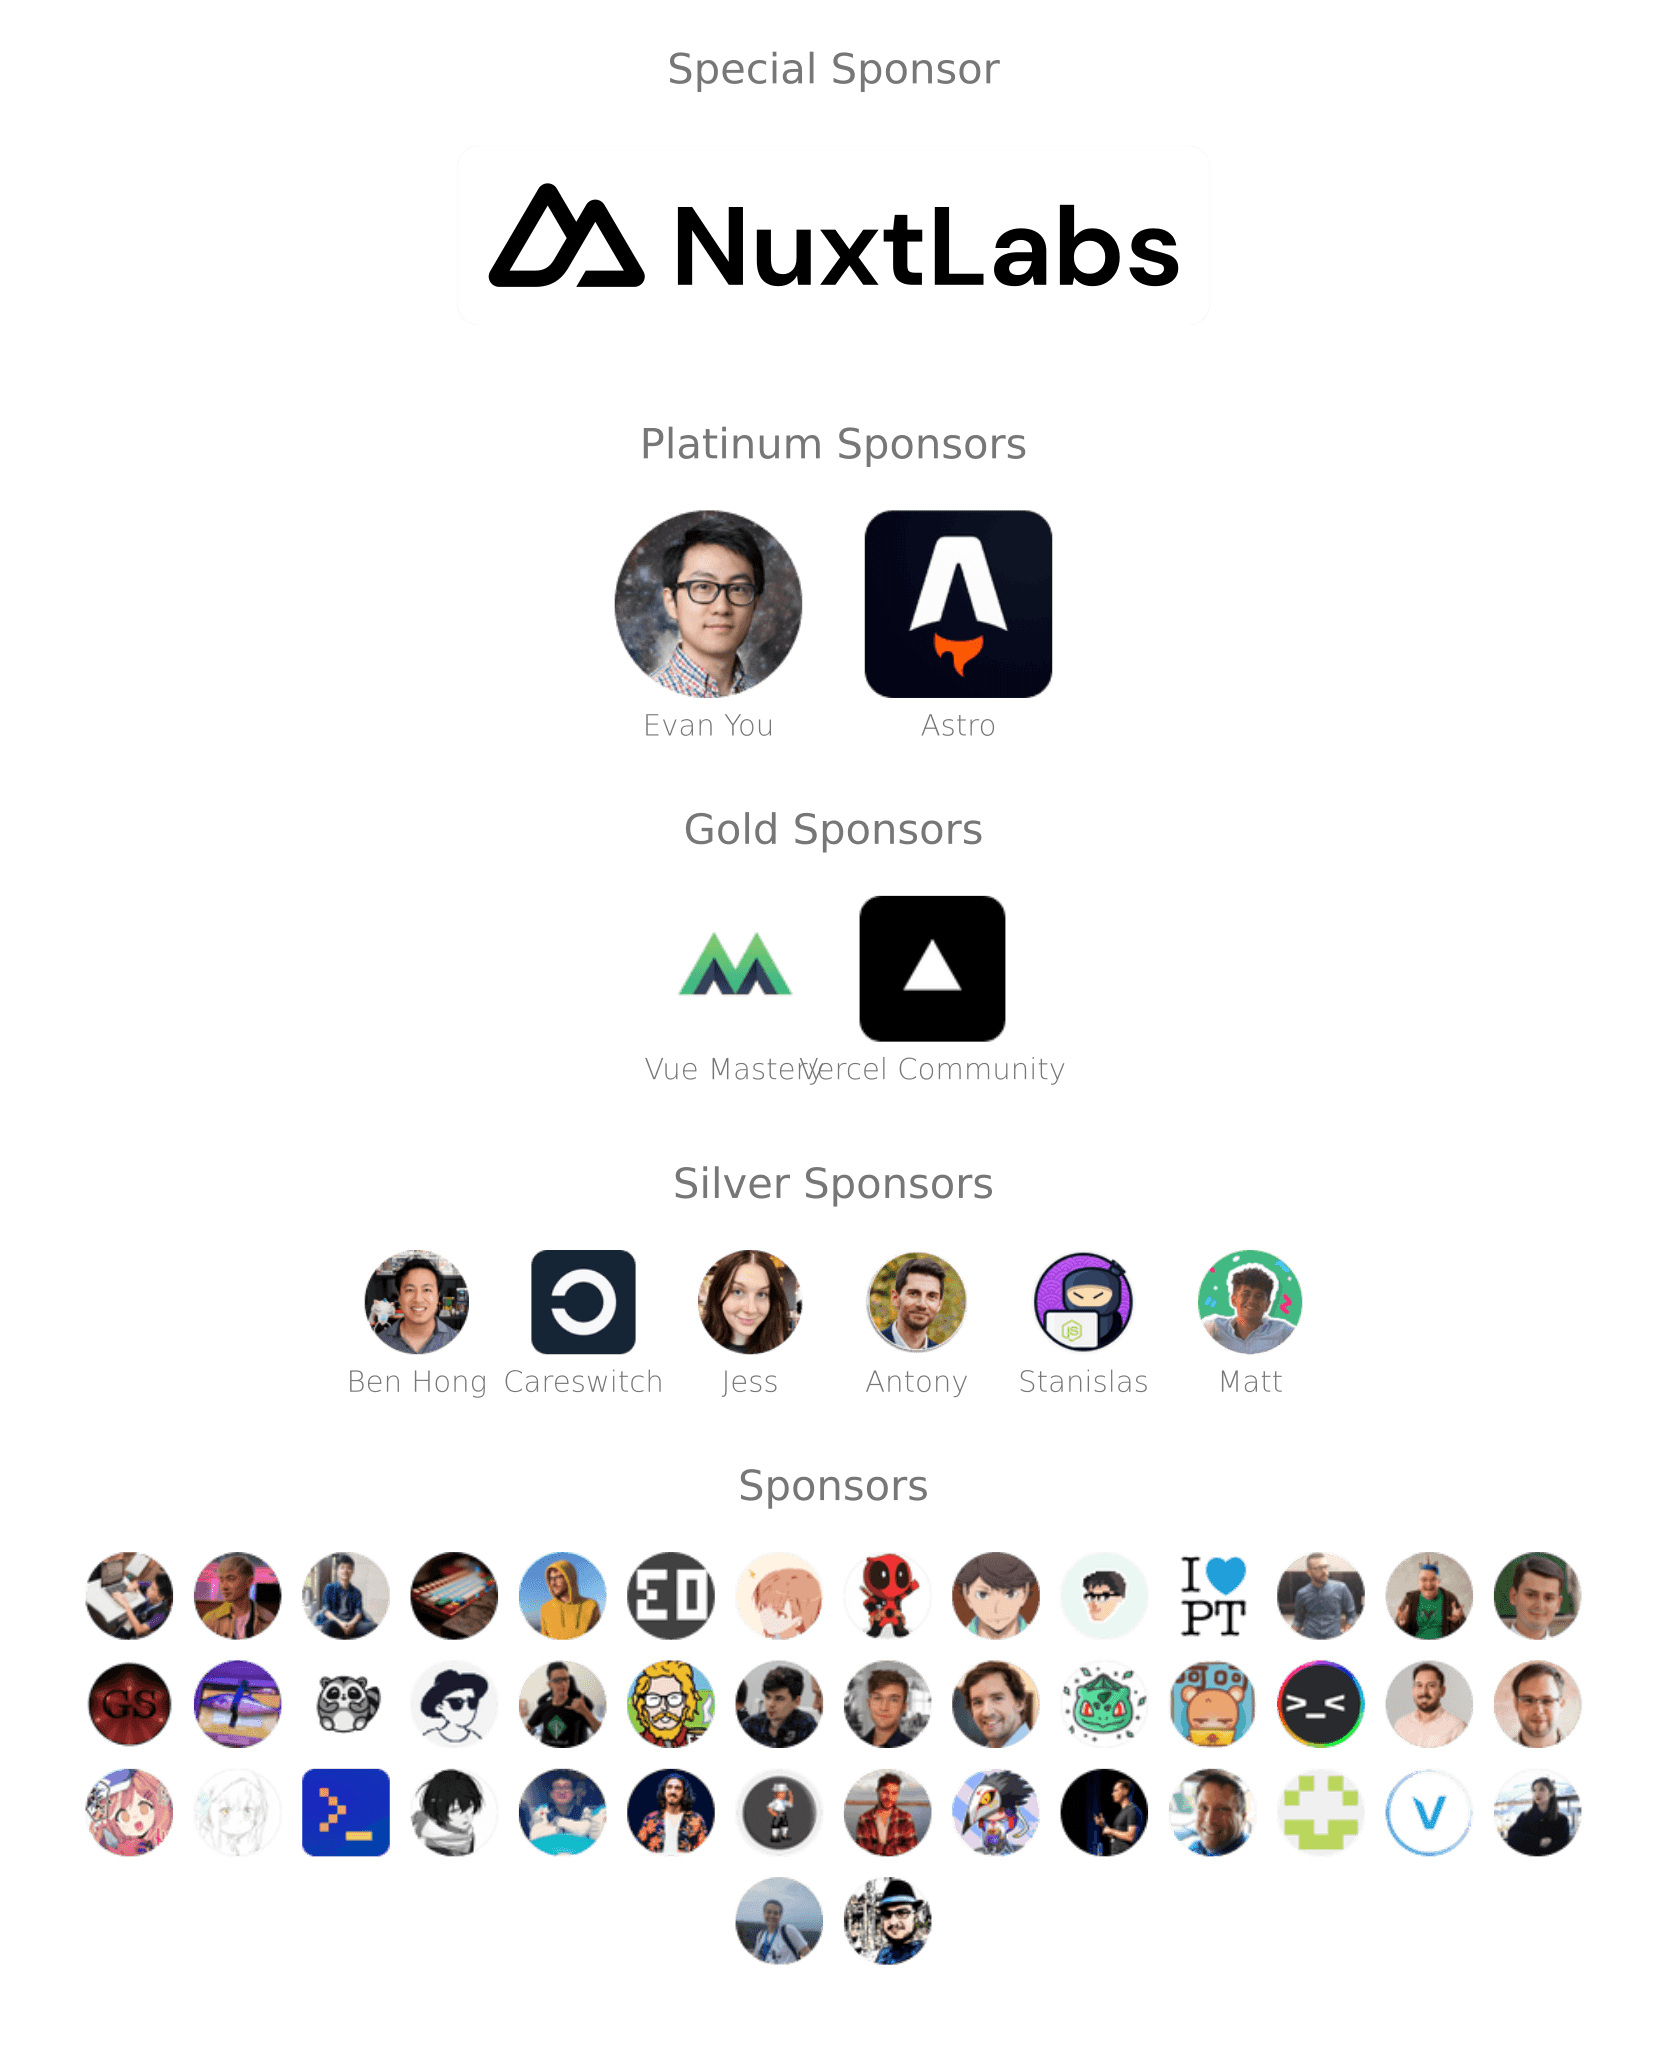 Special Sponsor
NuxtLabs
Platinum Sponsors
Evan You
Astro
Gold Sponsors
Vue Mastery
Vercel Community
Silver Sponsors
Ben Hong
Careswitch
Jess
Antony
Stanislas
Matt
Sponsors
I
PT
GS
>_<